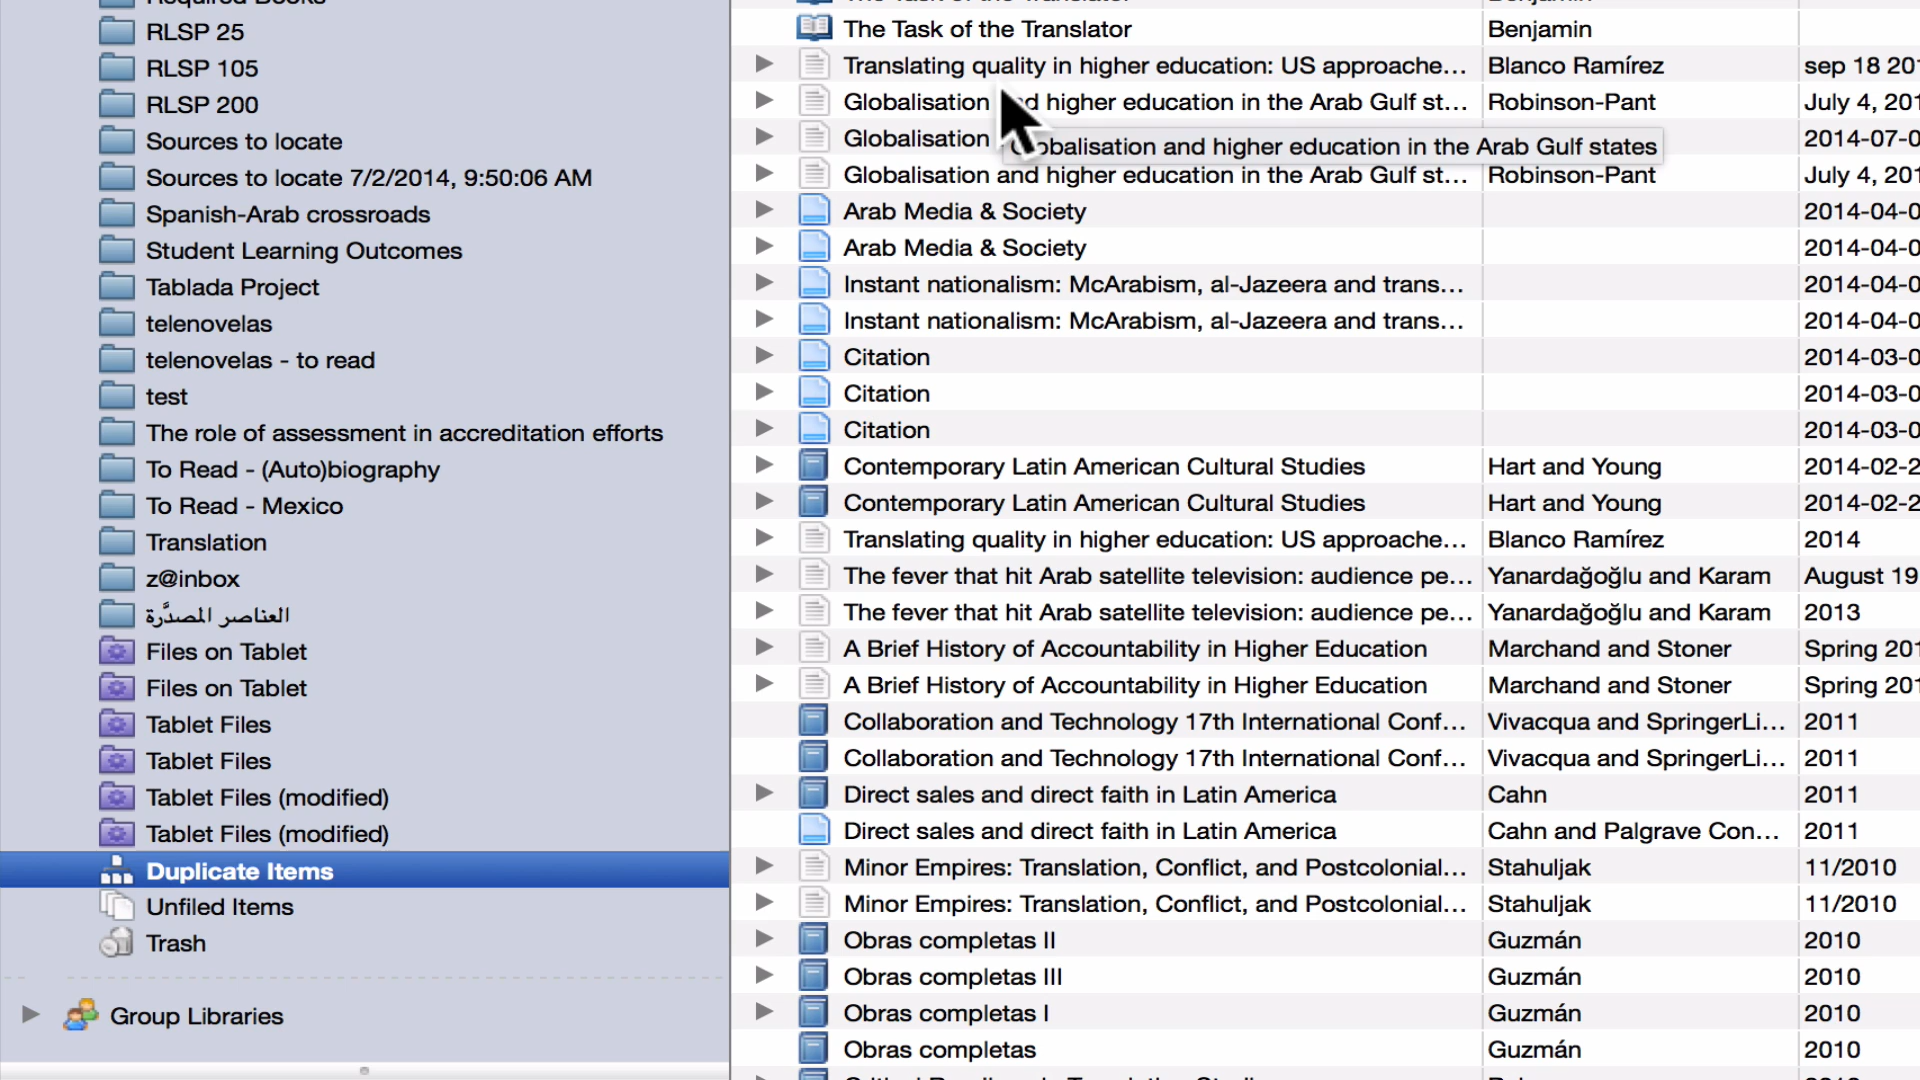 RLSP 25
RLSP 105
RLSP 200
Sources to locate
Sources to locate 7/2/2014, 9:50:06 AM
Spanish-Arab crossroads
Student Learning Outcomes
Tablada Project
telenovelas
telenovelas - to read
test
The role of assessment in accreditation efforts
To Read - (Auto)biography
To Read - Mexico
Translation
z@inbox
العناصر المصدَّرة
Files on Tablet
Files on Tablet
Tablet Files
Tablet Files
Tablet Files (modified)
Tablet Files (modified)
Duplicate Items
Unfiled Items
Trash
Group Libraries
The Task of the Translator Benjamin
Translating quality in higher education: US approache... Blanco Ramírez sep 18 201
Globalisation and higher education in the Arab Gulf st... Robinson-Pant July 4, 201
Globalisation 2014-07-0
Globalisation and higher education in the Arab Gulf states
Globalisation and higher education in the Arab Gulf st... Robinson-Pant July 4, 201
Arab Media & Society 2014-04-0
Arab Media & Society 2014-04-0
Instant nationalism: McArabism, al-Jazeera and trans... 2014-04-0
Instant nationalism: McArabism, al-Jazeera and trans... 2014-04-0
Citation 2014-03-0
Citation 2014-03-0
Citation 2014-03-0
Contemporary Latin American Cultural Studies Hart and Young 2014-02-2
Contemporary Latin American Cultural Studies Hart and Young 2014-02-2
Translating quality in higher education: US approache... Blanco Ramírez 2014
The fever that hit Arab satellite television: audience pe... Yanardağoğlu and Karam August 19
The fever that hit Arab satellite television: audience pe... Yanardağoğlu and Karam 2013
A Brief History of Accountability in Higher Education Marchand and Stoner Spring 201
A Brief History of Accountability in Higher Education Marchand and Stoner Spring 201
Collaboration and Technology 17th International Conf... Vivacqua and SpringerLi... 2011
Collaboration and Technology 17th International Conf... Vivacqua and SpringerLi... 2011
Direct sales and direct faith in Latin America Cahn 2011
Direct sales and direct faith in Latin America Cahn and Palgrave Con... 2011
Minor Empires: Translation, Conflict, and Postcolonial... Stahuljak 11/2010
Minor Empires: Translation, Conflict, and Postcolonial... Stahuljak 11/2010
Obras completas II Guzmán 2010
Obras completas III Guzmán 2010
Obras completas I Guzmán 2010
Obras completas Guzmán 2010